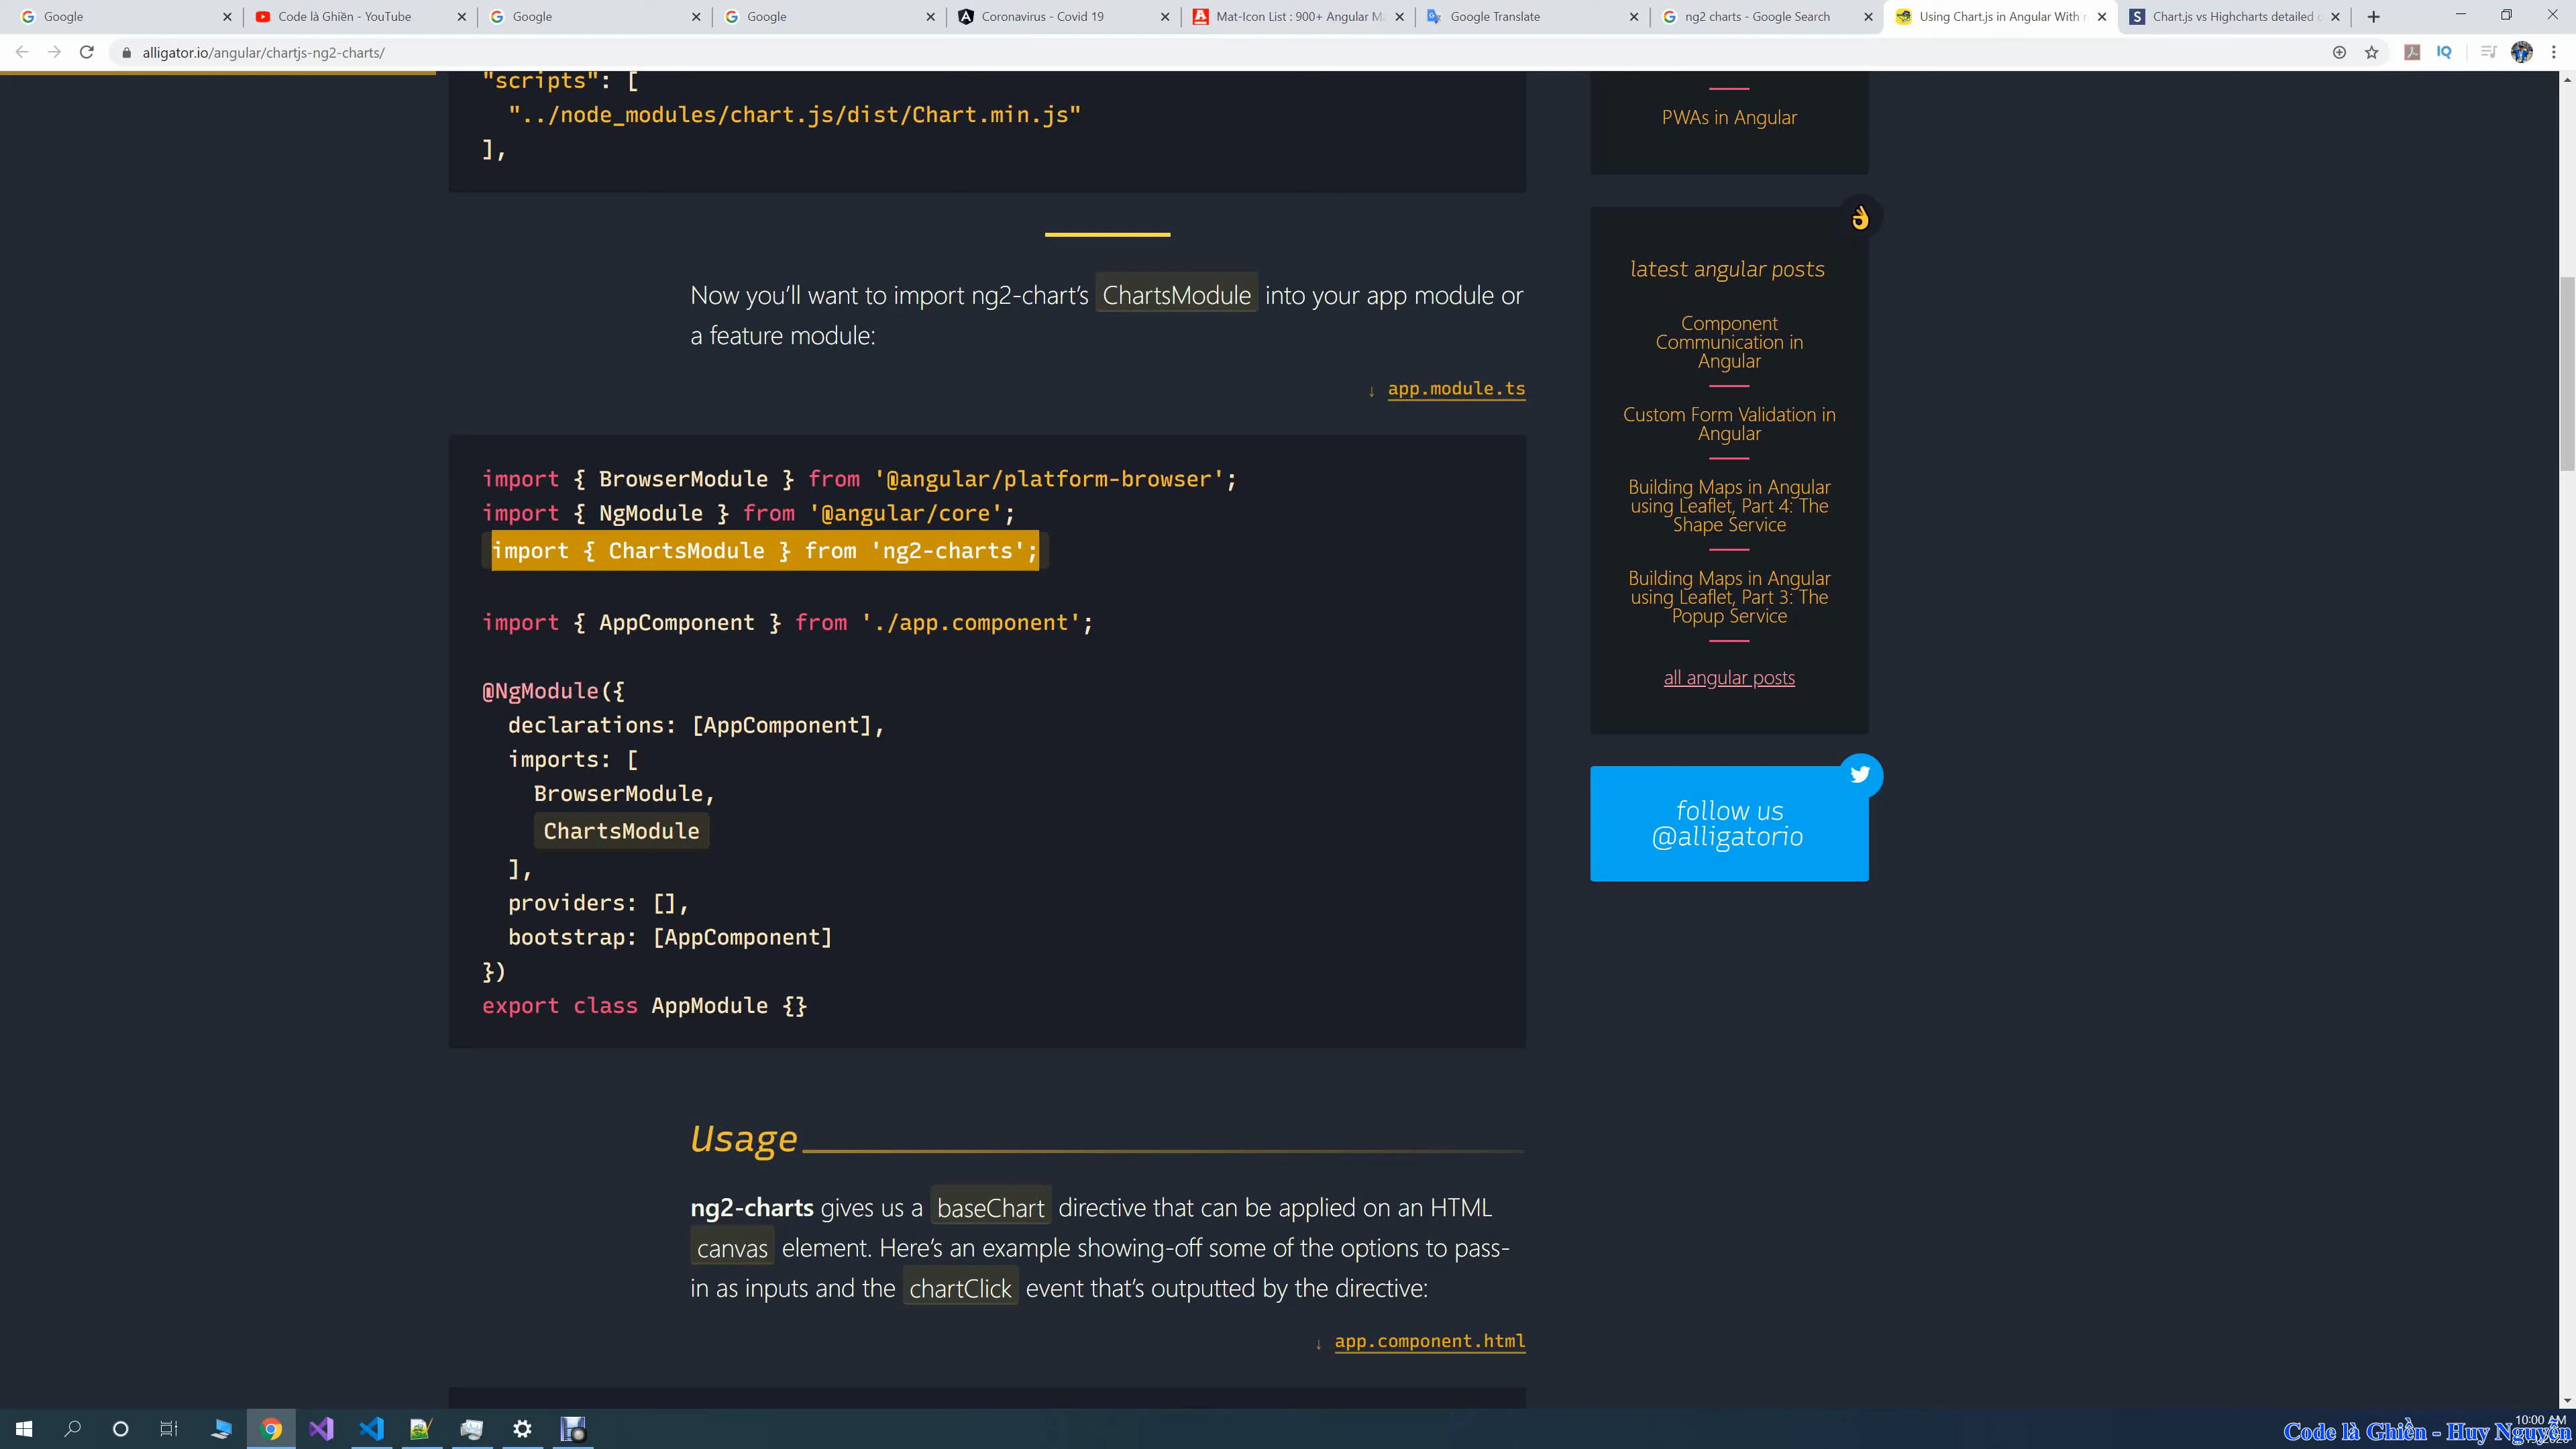 Google
Code là Ghiền - YouTube
Google
Google
Coronavirus - Covid 19
Mat-Icon List : 900+ Angular Ma
Google Translate
ng2 charts - Google Search
Using Chart.js in Angular With
Chart.js vs Highcharts detailed
alligator.io/angular/chartjs-ng2-charts/
"scripts": [
"../node_modules/chart.js/dist/Chart.min.js"
],
Now you’ll want to import ng2-chart’s ChartsModule into your app module or
a feature module:
↓ app.module.ts
import { BrowserModule } from '@angular/platform-browser';
import { NgModule } from '@angular/core';
import { ChartsModule } from 'ng2-charts';
import { AppComponent } from './app.component';
@NgModule({
declarations: [AppComponent],
imports: [
BrowserModule,
ChartsModule
],
providers: [],
bootstrap: [AppComponent]
})
export class AppModule {}
Usage
ng2-charts gives us a baseChart directive that can be applied on an HTML
canvas element. Here’s an example showing-off some of the options to pass-
in as inputs and the chartClick event that’s outputted by the directive:
↓ app.component.html
PWAs in Angular
latest angular posts
Component
Communication in
Angular
Custom Form Validation in
Angular
Building Maps in Angular
using Leaflet, Part 4: The
Shape Service
Building Maps in Angular
using Leaflet, Part 3: The
Popup Service
all angular posts
follow us
@alligatorio
IQ
10:00 AM
Code là Ghiền - Huy Nguyễn